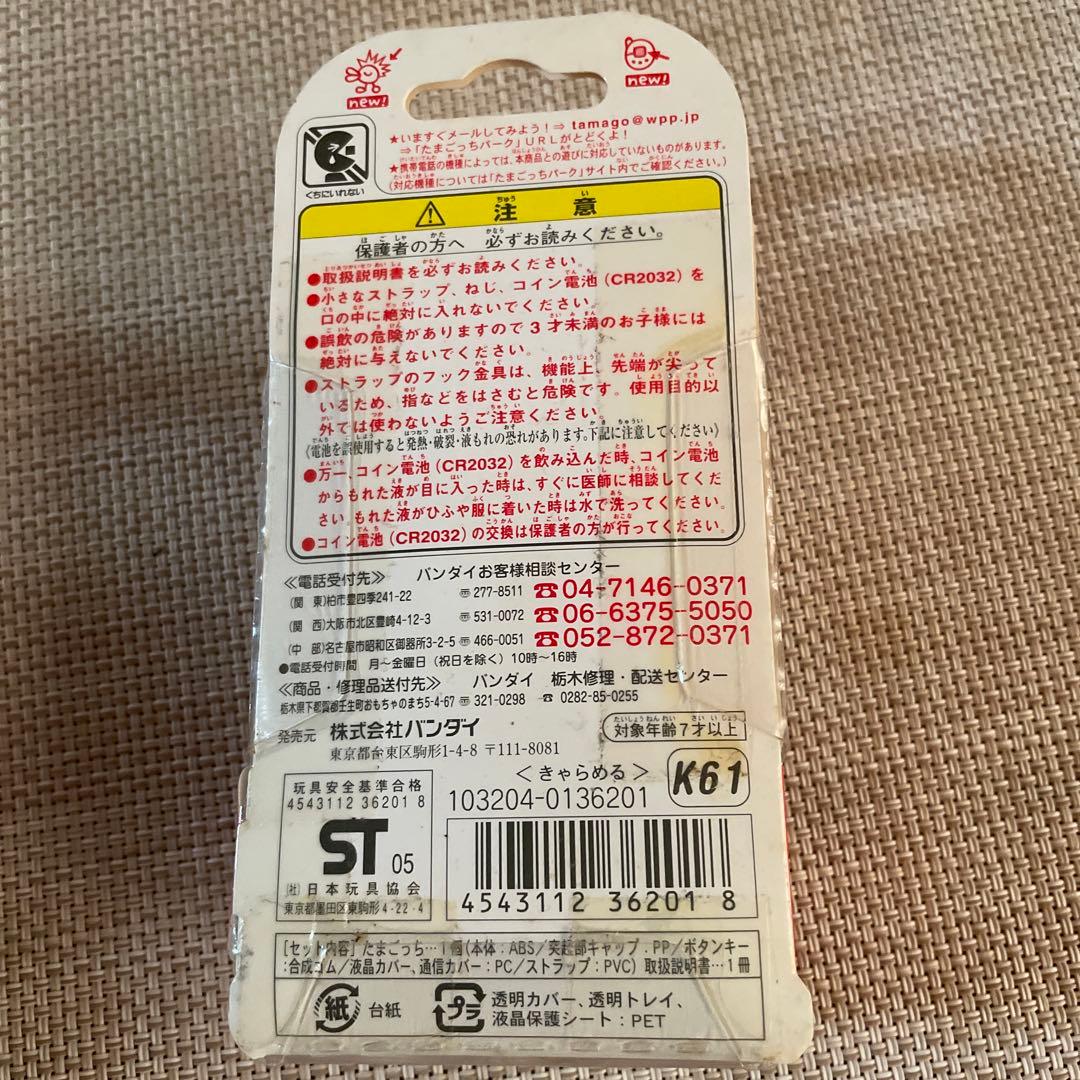 new!
new!
くちにいれない
★いますぐメールしてみよう！⇒ tamago@wpp.jp
⇒「たまごっちパーク」URLがとどくよ！
★携帯電話の機種によっては、本商品との遊びに対応していないものがあります。
（対応機種については「たまごっちパーク」サイト内でご確認ください。）
注意
保護者の方へ 必ずお読みください。
●取扱説明書を必ずお読みください。
●小さなストラップ、ねじ、コイン電池（CR2032）を
口の中に絶対に入れないでください。
●誤飲の危険がありますので3才未満のお子様には
絶対に与えないでください。
●ストラップのフック金具は、機能上、先端が尖って
いるため、指などをはさむと危険です。使用目的以
外では使わないようご注意ください。
《電池を誤使用すると発熱・破裂・液もれの恐れがあります。下記に注意してください》
●万一、コイン電池（CR2032）を飲み込んだ時、コイン電池
からもれた液が目に入った時は、すぐに医師に相談してくだ
さい。もれた液がひふや服に着いた時は水で洗ってください。
●コイン電池（CR2032）の交換は保護者の方が行ってください。
≪電話受付先≫ バンダイお客様相談センター
（関 東）柏市豊四季241-22 〠277-8511 ☎04-7146-0371
（関 西）大阪市北区豊崎4-12-3 〠531-0072 ☎06-6375-5050
（中 部）名古屋市昭和区御器所3-2-5 〠466-0051 ☎052-872-0371
●電話受付時間 月〜金曜日（祝日を除く）10時〜16時
≪商品・修理品送付先≫ バンダイ 栃木修理・配送センター
栃木県下都賀郡壬生町おもちゃのまち5-4-67 〠321-0298 ☎0282-85-0255
発売元 株式会社バンダイ
東京都台東区駒形1-4-8 〒111-8081
対象年齢7才以上
＜きゃらめる＞
103204-0136201
K61
玩具安全基準合格
4543112 36201 8
ST 05
（社）日本玩具協会
東京都墨田区東駒形4-22-4
4543112 36201 8
［セット内容］たまごっち…1個（本体：ABS／突起部キャップ：PP／ボタンキー
：合成ゴム／液晶カバー、通信カバー：PC／ストラップ：PVC）取扱説明書…1冊
紙 台紙
プラ 透明カバー、透明トレイ、
液晶保護シート：PET